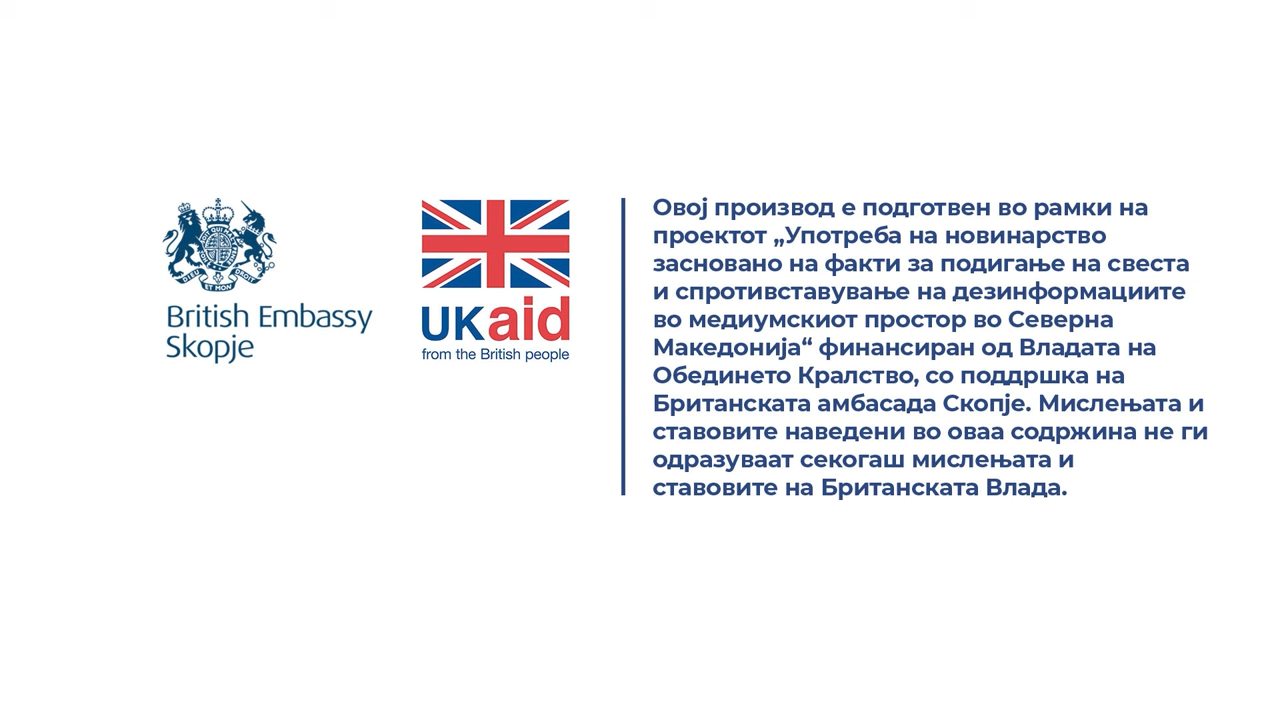 British Embassy
Skopje
UKaid
from the British people
Овој производ е подготвен во рамки на
проектот „Употреба на новинарство
засновано на факти за подигање на свеста
и спротивставување на дезинформациите
во медиумскиот простор во Северна
Македонија“ финансиран од Владата на
Обединето Кралство, со поддршка на
Британската амбасада Скопје. Мислењата и
ставовите наведени во оваа содржина не ги
одразуваат секогаш мислењата и
ставовите на Британската Влада.